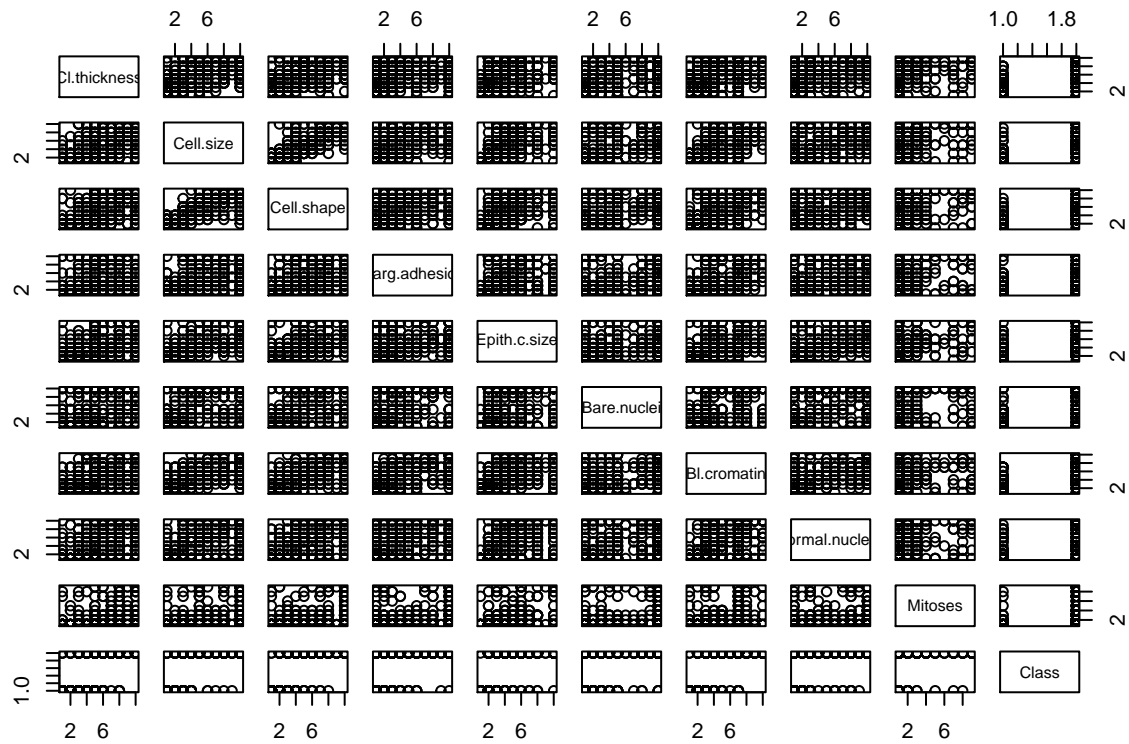 2 6 2 6 2 6 2 6 1.0 1.8
Cl.thickness 2
2 Cell.size
Cell.shape 2
2 arg.adhesic
Epith.c.size 2
2 Bare.nuclei
Bl.cromatin 2
2 ormal.nucle
Mitoses 2
1.0 Class
2 6 2 6 2 6 2 6 2 6